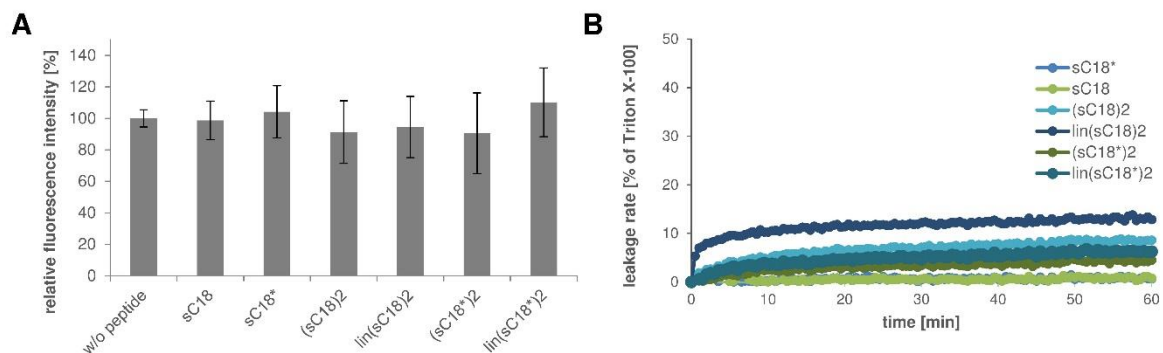 A
relative fluorescence intensity [%]
140
120
100
80
60
40
20
0
w/o peptide
sC18
sC18*
(sC18)2
lin(sC18)2
(sC18*)2
lin(sC18*)2
B
leakage rate [% of Triton X-100]
50
40
30
20
10
0
sC18*
sC18
(sC18)2
lin(sC18)2
(sC18*)2
lin(sC18*)2
0 10 20 30 40 50 60
time [min]